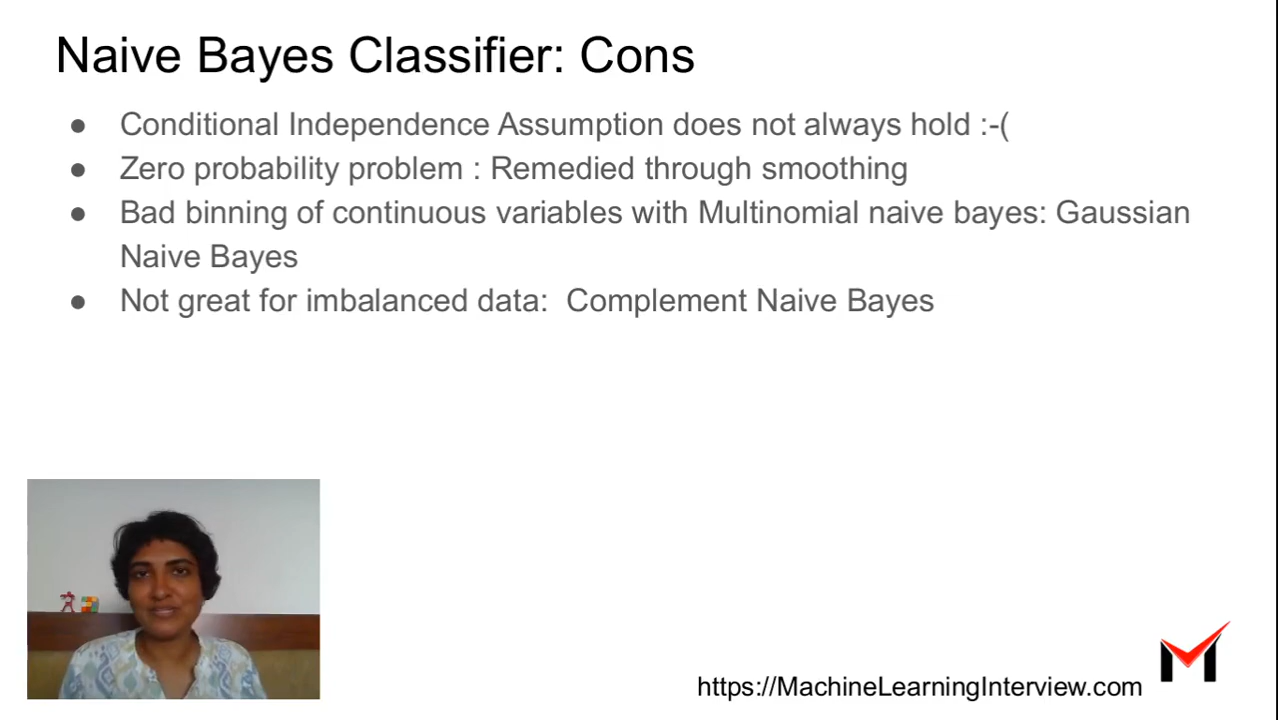 Naive Bayes Classifier: Cons
● Conditional Independence Assumption does not always hold :-(
● Zero probability problem : Remedied through smoothing
● Bad binning of continuous variables with Multinomial naive bayes: Gaussian
Naive Bayes
● Not great for imbalanced data:  Complement Naive Bayes
https://MachineLearningInterview.com